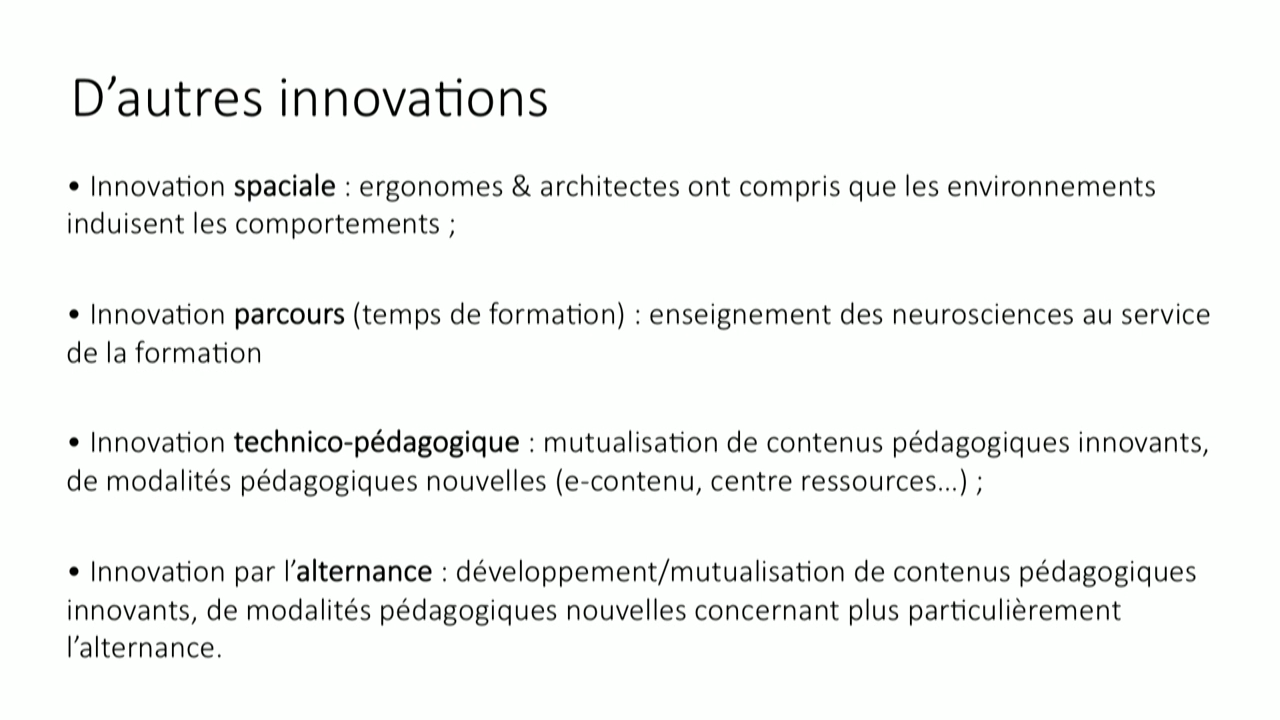 D’autres innovations
• Innovation spaciale : ergonomes & architectes ont compris que les environnements
induisent les comportements ;
• Innovation parcours (temps de formation) : enseignement des neurosciences au service
de la formation
• Innovation technico-pédagogique : mutualisation de contenus pédagogiques innovants,
de modalités pédagogiques nouvelles (e-contenu, centre ressources…) ;
• Innovation par l’alternance : développement/mutualisation de contenus pédagogiques
innovants, de modalités pédagogiques nouvelles concernant plus particulièrement
l’alternance.